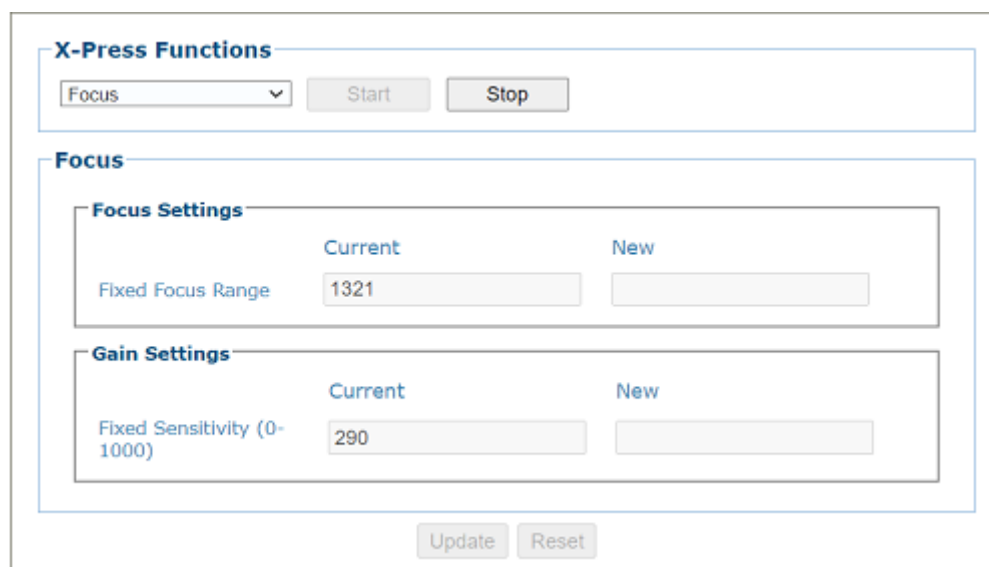 X-Press Functions
Focus Start Stop
Focus
Focus Settings
Current New
Fixed Focus Range 1321
Gain Settings
Current New
Fixed Sensitivity (0-
1000) 290
Update Reset